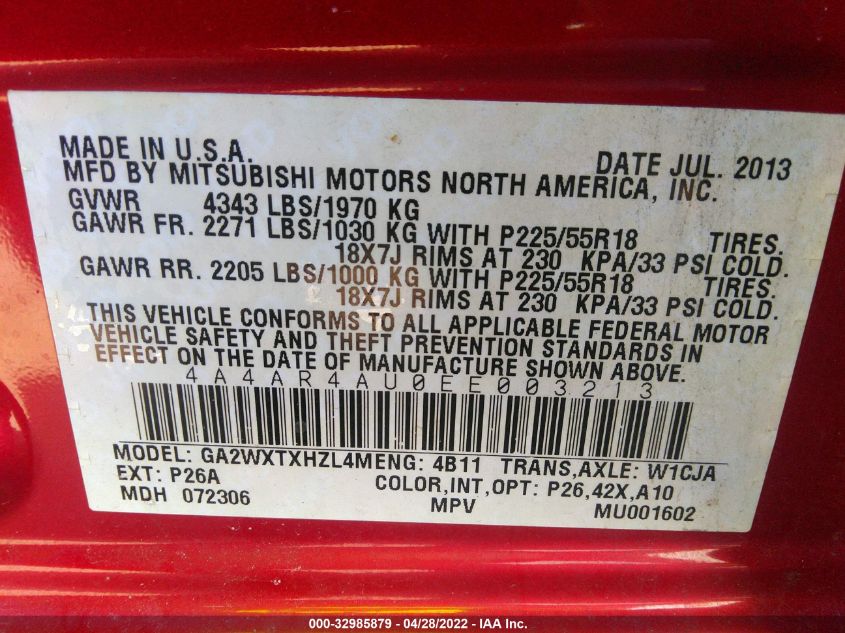 MADE IN U.S.A. DATE JUL. 2013
MFD BY MITSUBISHI MOTORS NORTH AMERICA, INC.
GVWR 4343 LBS/1970 KG
GAWR FR. 2271 LBS/1030 KG WITH P225/55R18 TIRES.
18X7J RIMS AT 230 KPA/33 PSI COLD.
GAWR RR. 2205 LBS/1000 KG WITH P225/55R18 TIRES.
18X7J RIMS AT 230 KPA/33 PSI COLD.
THIS VEHICLE CONFORMS TO ALL APPLICABLE FEDERAL MOTOR
VEHICLE SAFETY AND THEFT PREVENTION STANDARDS IN
EFFECT ON THE DATE OF MANUFACTURE SHOWN ABOVE.
4A4AR4AU0EE003213
MODEL: GA2WXTXHZL4MENG: 4B11 TRANS,AXLE: W1CJA
EXT: P26A COLOR,INT,OPT: P26,42X,A10
MDH 072306 MPV MU001602
000-32985879 - 04/28/2022 - IAA Inc.